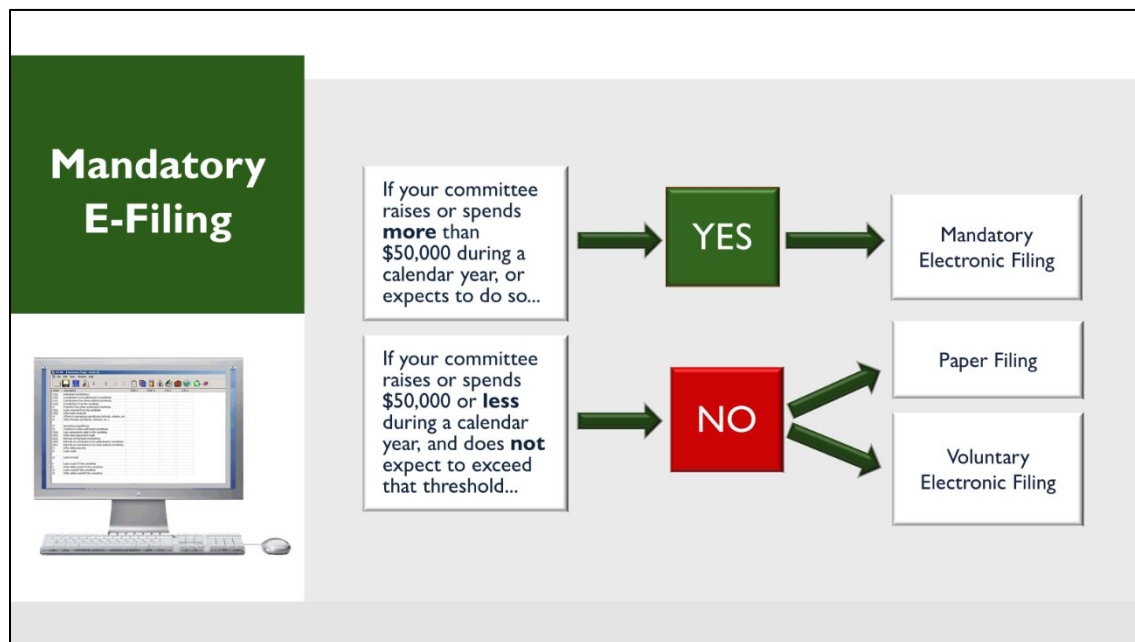 Mandatory
E-Filing
If your committee
raises or spends
more than
$50,000 during a
calendar year, or
expects to do so...
YES
Mandatory
Electronic Filing
If your committee
raises or spends
$50,000 or less
during a calendar
year, and does not
expect to exceed
that threshold...
NO
Paper Filing
Voluntary
Electronic Filing